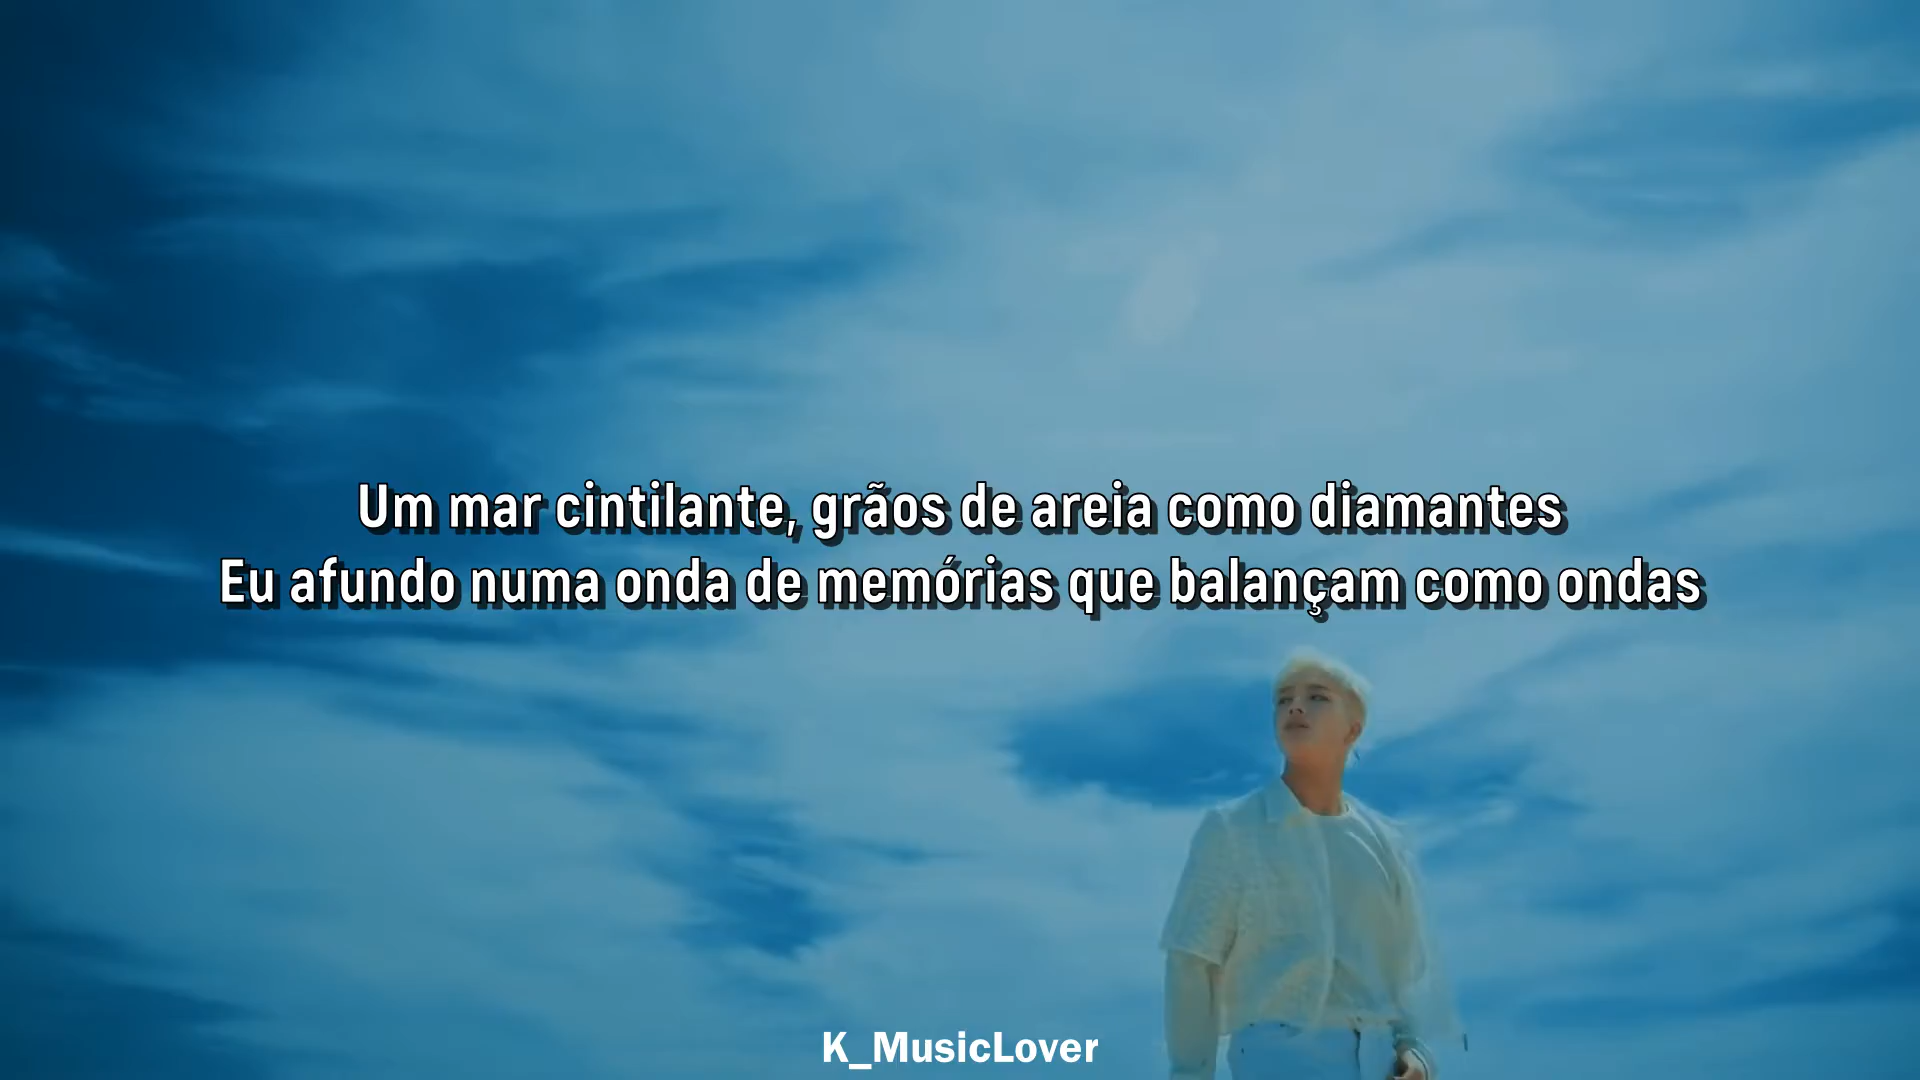 Um mar cintilante, grãos de areia como diamantes
Eu afundo numa onda de memórias que balançam como ondas
K_MusicLover